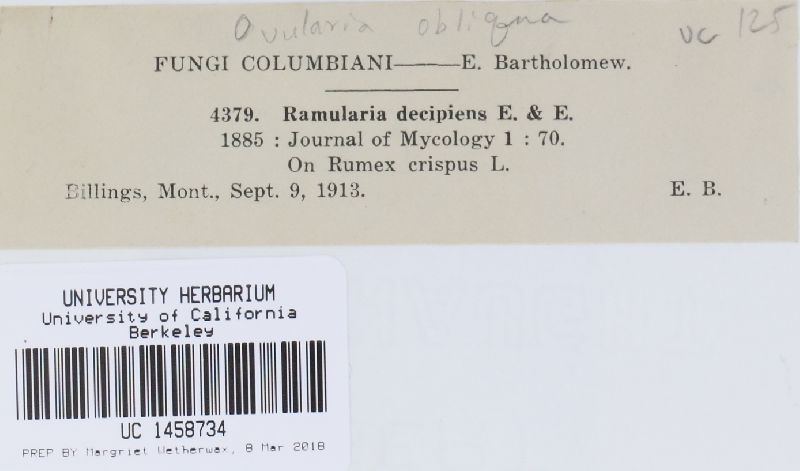 Ovularia obliqua UC 125
FUNGI COLUMBIANI——E. Bartholomew.
4379. Ramularia decipiens E. & E.
1885 : Journal of Mycology 1 : 70.
On Rumex crispus L.
Billings, Mont., Sept. 9, 1913. E. B.
UNIVERSITY HERBARIUM
University of California
Berkeley
UC 1458734
PREP BY Margriet Wetherwax, 8 Mar 2018